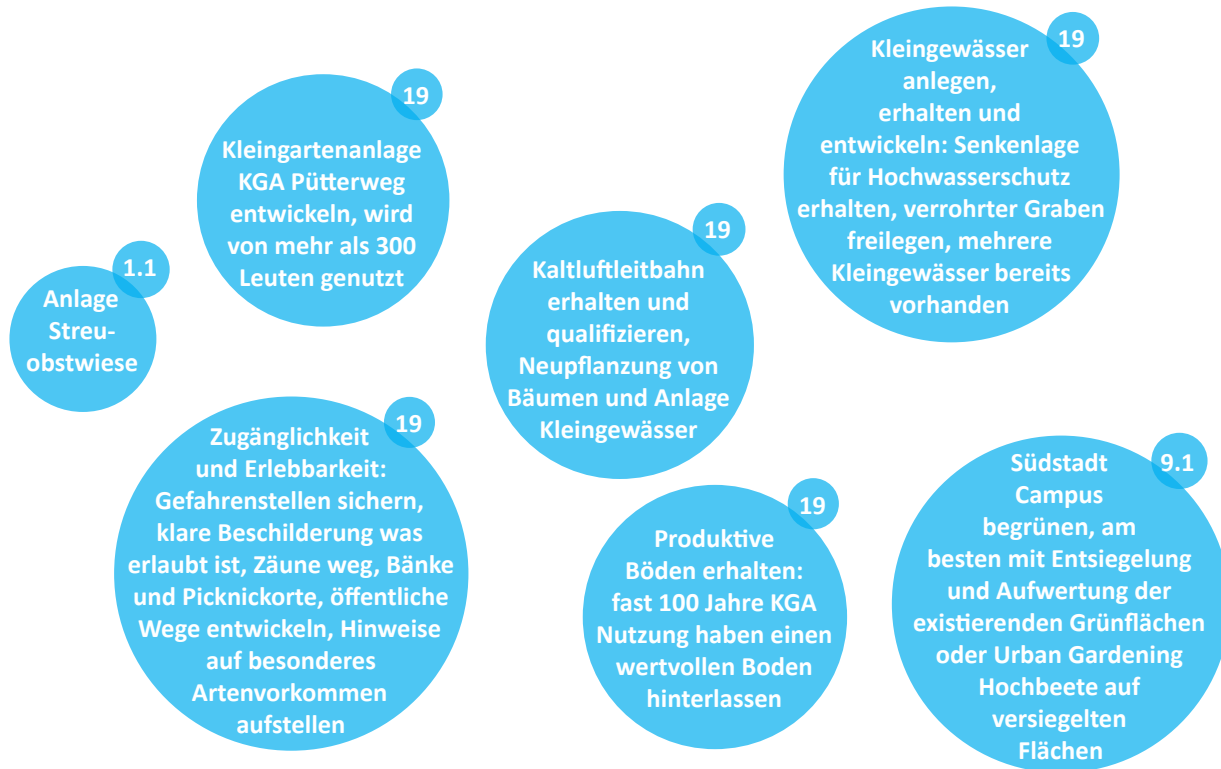 19
Kleingartenanlage
KGA Pütterweg
entwickeln, wird
von mehr als 300
Leuten genutzt
19
Kleingewässer
anlegen,
erhalten und
entwickeln: Senkenlage
für Hochwasserschutz
erhalten, verrohrter Graben
freilegen, mehrere
Kleingewässer bereits
vorhanden
1.1
Anlage
Streu-
obstwiese
19
Kaltluftleitbahn
erhalten und
qualifizieren,
Neupflanzung von
Bäumen und Anlage
Kleingewässer
19
Zugänglichkeit
und Erlebbarkeit:
Gefahrenstellen sichern,
klare Beschilderung was
erlaubt ist, Zäune weg, Bänke
und Picknickorte, öffentliche
Wege entwickeln, Hinweise
auf besonderes
Artenvorkommen
aufstellen
19
Produktive
Böden erhalten:
fast 100 Jahre KGA
Nutzung haben einen
wertvollen Boden
hinterlassen
9.1
Südstadt
Campus
begrünen, am
besten mit Entsiegelung
und Aufwertung der
existierenden Grünflächen
oder Urban Gardening
Hochbeete auf
versiegelten
Flächen